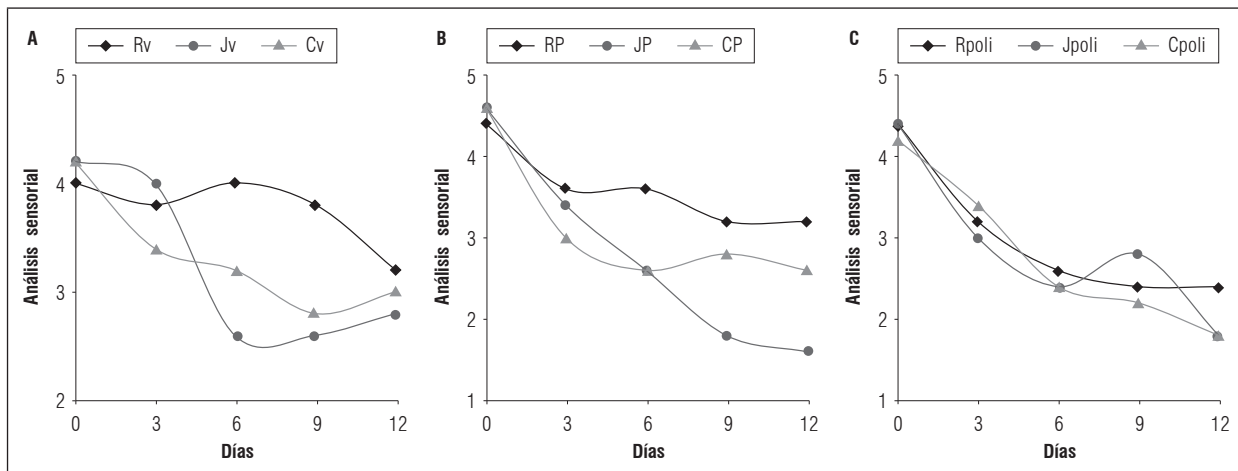 A
Rv Jv Cv
Análisis sensorial
5
4
3
2
0 3 6 9 12
Días
B
RP JP CP
Análisis sensorial
5
4
3
2
1
0 3 6 9 12
Días
C
Rpoli Jpoli Cpoli
Análisis sensorial
5
4
3
2
1
0 3 6 9 12
Días